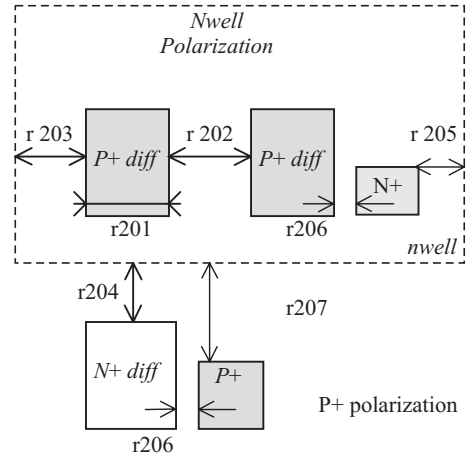 Nwell
Polarization
r 203
r 202
r 205
P+ diff
P+ diff
N+
r201
r206
nwell
r204
r207
N+ diff
P+
P+ polarization
r206